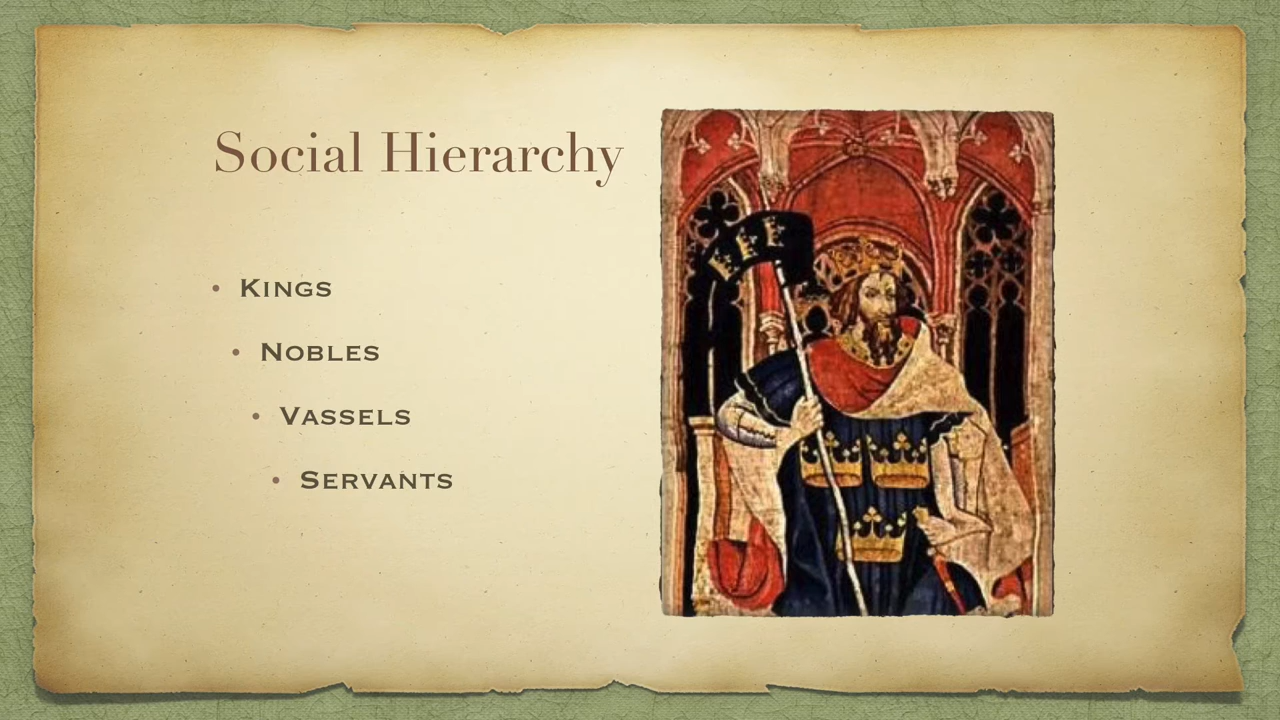 Social Hierarchy
• Kings
• Nobles
• Vassels
• Servants